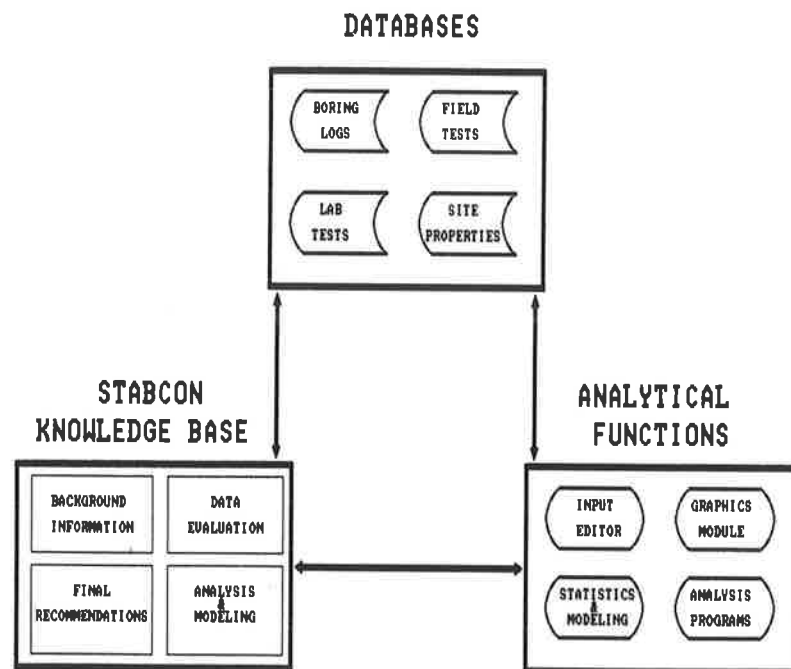 DATABASES
BORING
LOGS
FIELD
TESTS
LAB
TESTS
SITE
PROPERTIES
STABCON
KNOWLEDGE BASE
BACKGROUND
INFORMATION
DATA
EVALUATION
FINAL
RECOMMENDATIONS
ANALYSIS
&
MODELING
ANALYTICAL
FUNCTIONS
INPUT
EDITOR
GRAPHICS
MODULE
STATISTICS
&
MODELING
ANALYSIS
PROGRAMS